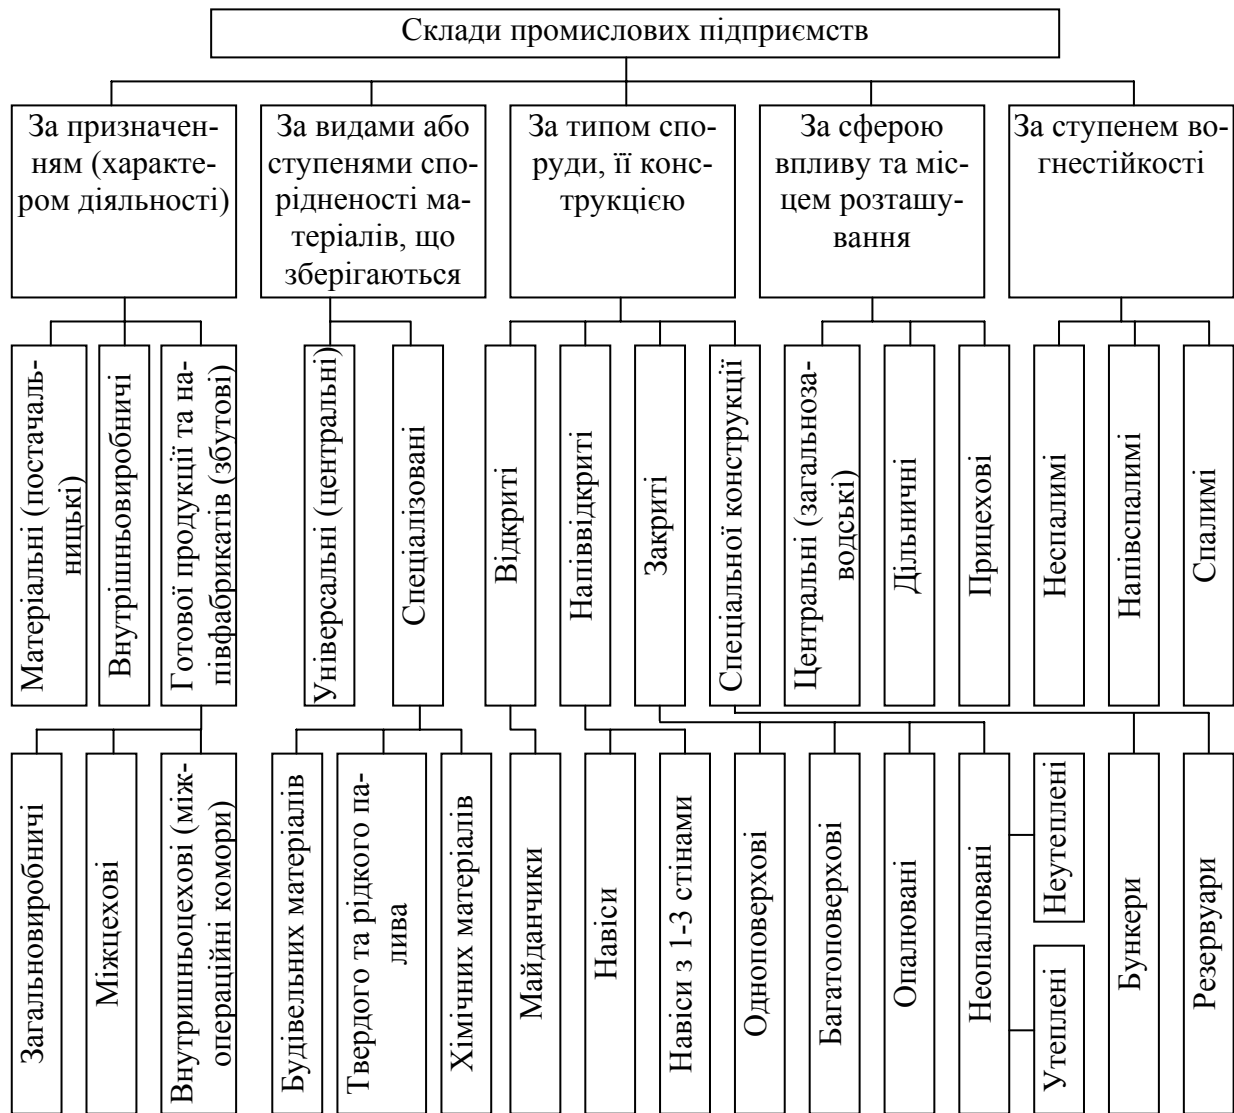 Склади промислових підприємств
За призначен-
ням (характе-
ром діяльності)
За видами або
ступенями спо-
рідненості ма-
теріалів, що
зберігаються
За типом спо-
руди, її конс-
трукцією
За сферою
впливу та міс-
цем розташу-
вання
За ступенем во-
гнестійкості
Матеріальні (постачаль-
ницькі)
Внутрішньовиробничі
Готової продукції та на-
півфабрикатів (збутові)
Універсальні (центральні)
Спеціалізовані
Відкриті
Напіввідкриті
Закриті
Спеціальної конструкції
Центральні (загальноза-
водські)
Дільничні
Прицехові
Неспалимі
Напівспалимі
Спалимі
Загальновиробничі
Міжцехові
Внутришньоцехові (між-
операційні комори)
Будівельних матеріалів
Твердого та рідкого па-
лива
Хімічних матеріалів
Майданчики
Навіси
Навіси з 1-3 стінами
Одноповерхові
Багатоповерхові
Опалювані
Неопалювані
Неутеплені
Утеплені
Бункери
Резервуари